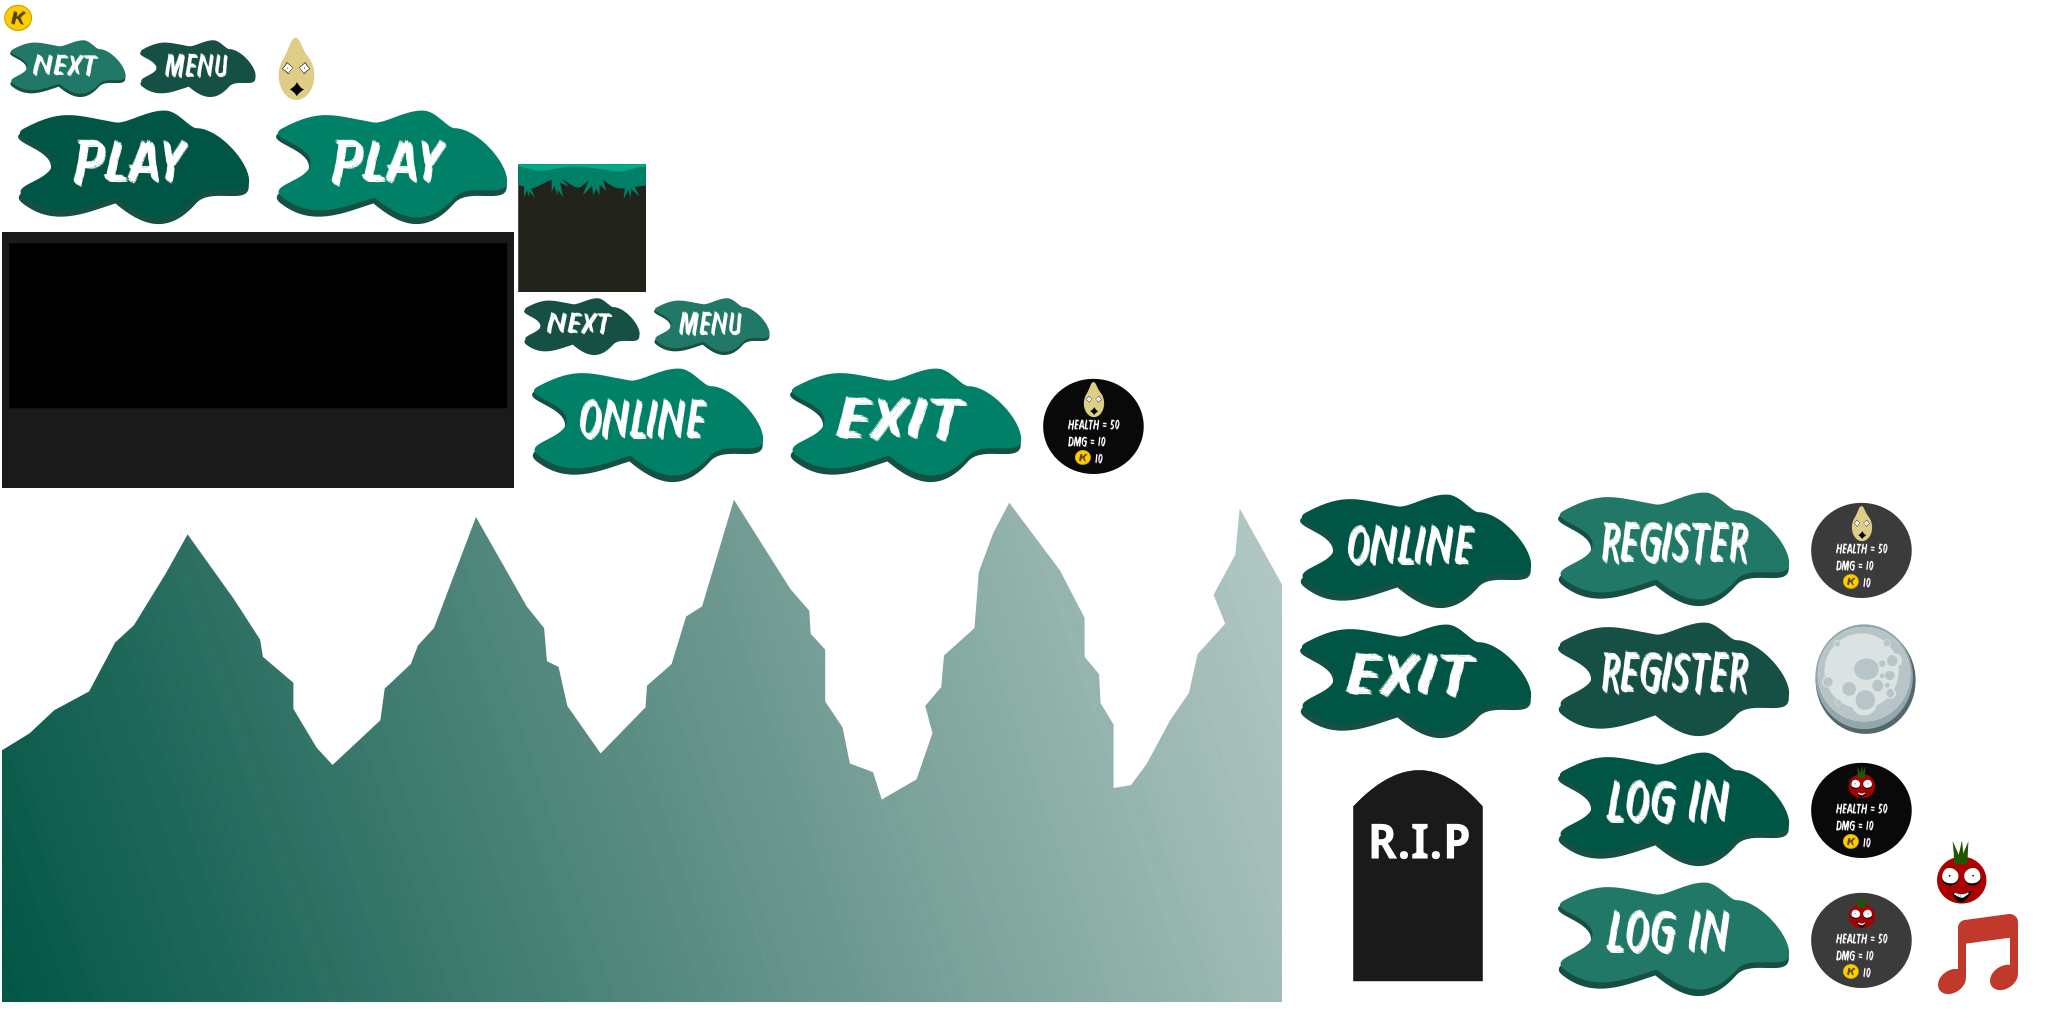 K
NEXT
MENU
PLAY
PLAY
NEXT
MENU
ONLINE
EXIT
HEALTH = 50
DMG = 10
K 10
ONLINE
REGISTER
HEALTH = 50
DMG = 10
K 10
EXIT
REGISTER
LOG IN
HEALTH = 50
DMG = 10
K 10
R.I.P
LOG IN
HEALTH = 50
DMG = 10
K 10